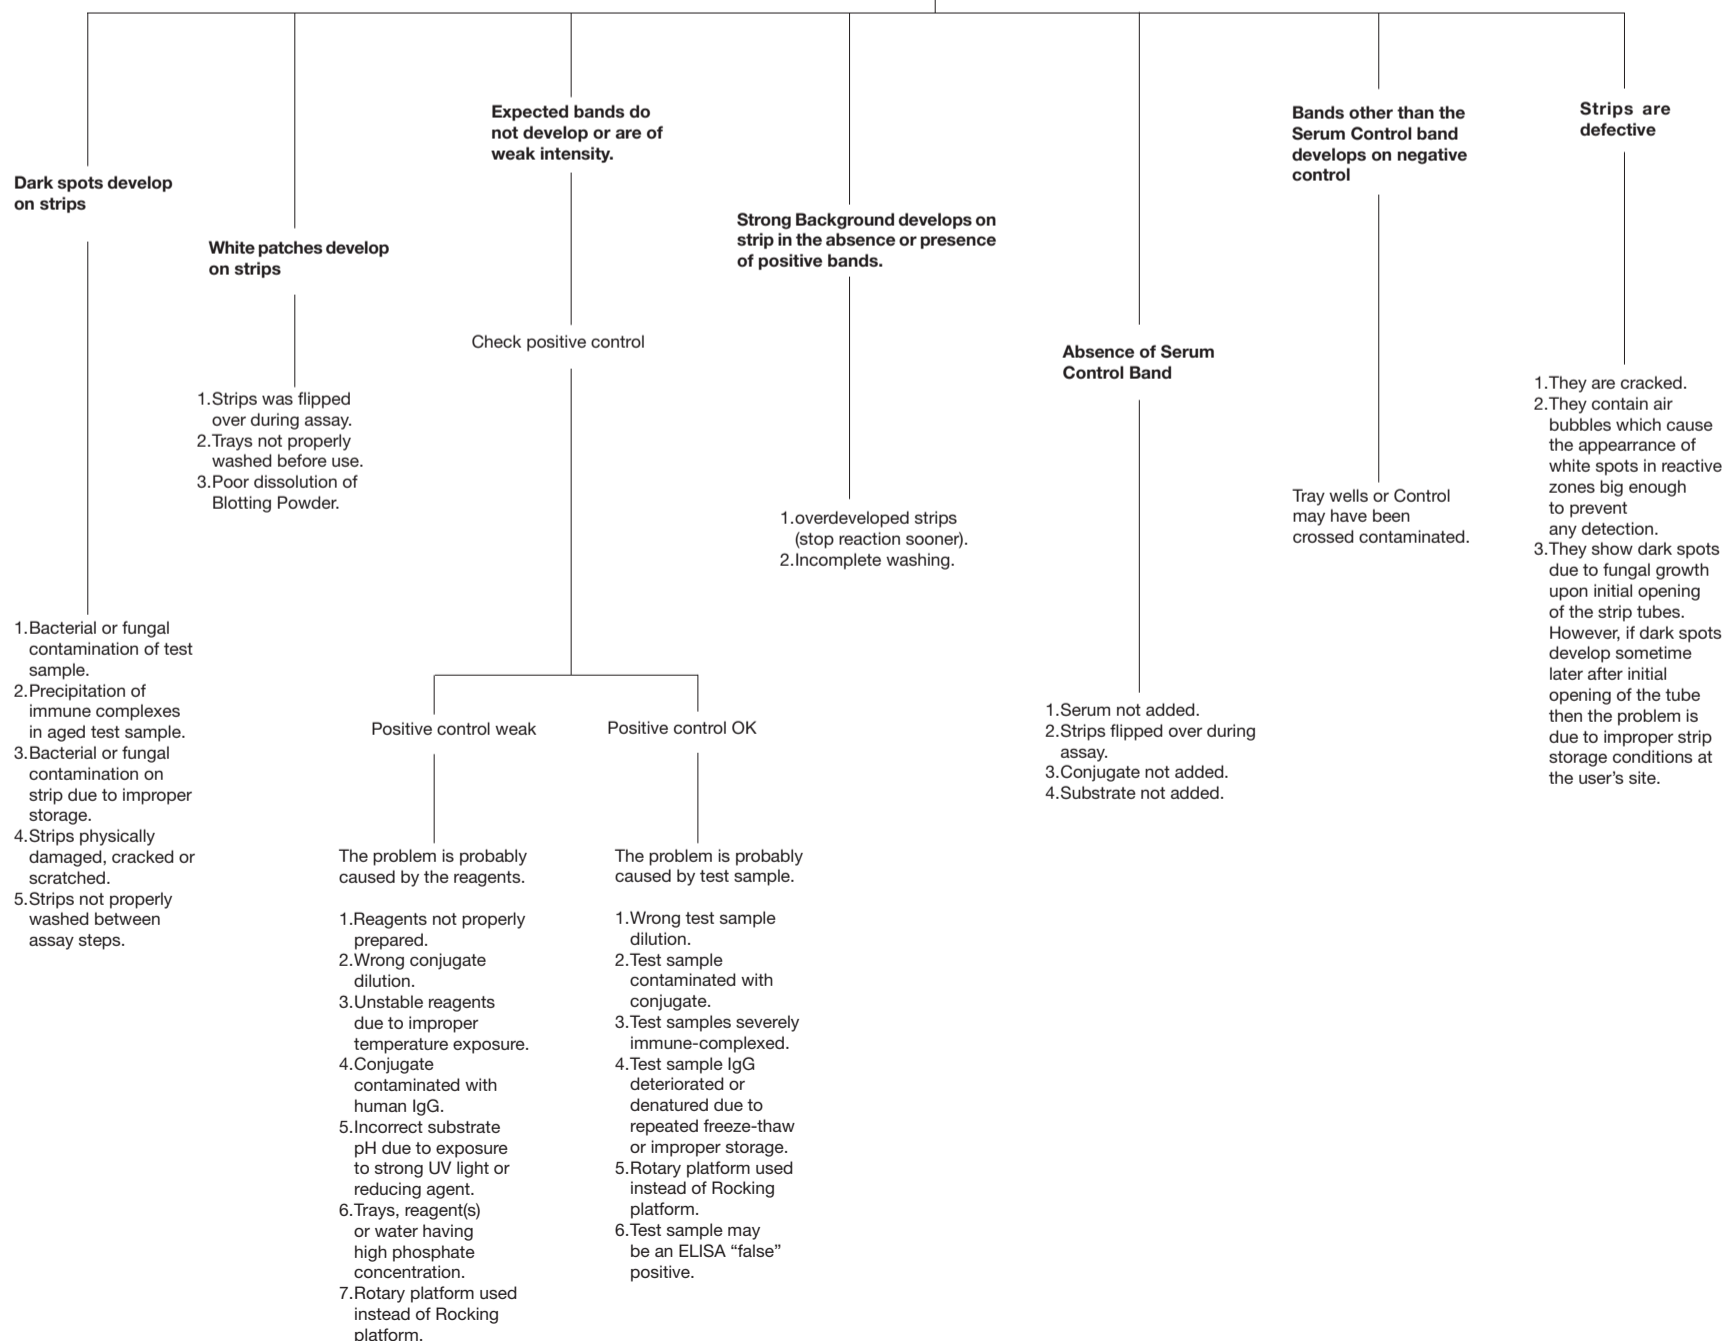 Dark spots develop
on strips
1.Bacterial or fungal
contamination of test
sample.
2.Precipitation of
immune complexes
in aged test sample.
3.Bacterial or fungal
contamination on
strip due to improper
storage.
4.Strips physically
damaged, cracked or
scratched.
5.Strips not properly
washed between
assay steps.
White patches develop
on strips
1.Strips was flipped
over during assay.
2.Trays not properly
washed before use.
3.Poor dissolution of
Blotting Powder.
Expected bands do
not develop or are of
weak intensity.
Check positive control
Positive control weak
The problem is probably
caused by the reagents.
1.Reagents not properly
prepared.
2.Wrong conjugate
dilution.
3.Unstable reagents
due to improper
temperature exposure.
4.Conjugate
contaminated with
human IgG.
5.Incorrect substrate
pH due to exposure
to strong UV light or
reducing agent.
6.Trays, reagent(s)
or water having
high phosphate
concentration.
7.Rotary platform used
instead of Rocking
platform.
Positive control OK
The problem is probably
caused by test sample.
1.Wrong test sample
dilution.
2.Test sample
contaminated with
conjugate.
3.Test samples severely
immune-complexed.
4.Test sample IgG
deteriorated or
denatured due to
repeated freeze-thaw
or improper storage.
5.Rotary platform used
instead of Rocking
platform.
6.Test sample may
be an ELISA “false”
positive.
Strong Background develops on
strip in the absence or presence
of positive bands.
1.overdeveloped strips
(stop reaction sooner).
2.Incomplete washing.
Absence of Serum
Control Band
1.Serum not added.
2.Strips flipped over during
assay.
3.Conjugate not added.
4.Substrate not added.
Bands other than the
Serum Control band
develops on negative
control
Tray wells or Control
may have been
crossed contaminated.
Strips are
defective
1.They are cracked.
2.They contain air
bubbles which cause
the appearrance of
white spots in reactive
zones big enough
to prevent
any detection.
3.They show dark spots
due to fungal growth
upon initial opening
of the strip tubes.
However, if dark spots
develop sometime
later after initial
opening of the tube
then the problem is
due to improper strip
storage conditions at
the user’s site.